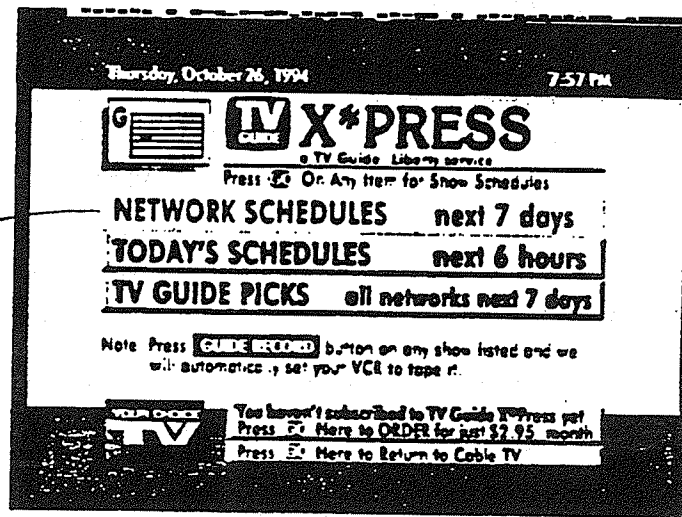 Thursday, October 26, 1994 7:57 PM
G TV GUIDE X*PRESS
a TV Guide Liberty service
Press Or Any Item for Show Schedules
NETWORK SCHEDULES next 7 days
TODAY'S SCHEDULES next 6 hours
TV GUIDE PICKS all networks next 7 days
Note Press GUIDE RECORD button on any show listed and we
will automatically set your VCR to tape it.
YOUR CHOICE TV
You haven't subscribed to TV Guide X*Press yet
Press Here to ORDER for just $2.95 month
Press Here to Return to Cable TV